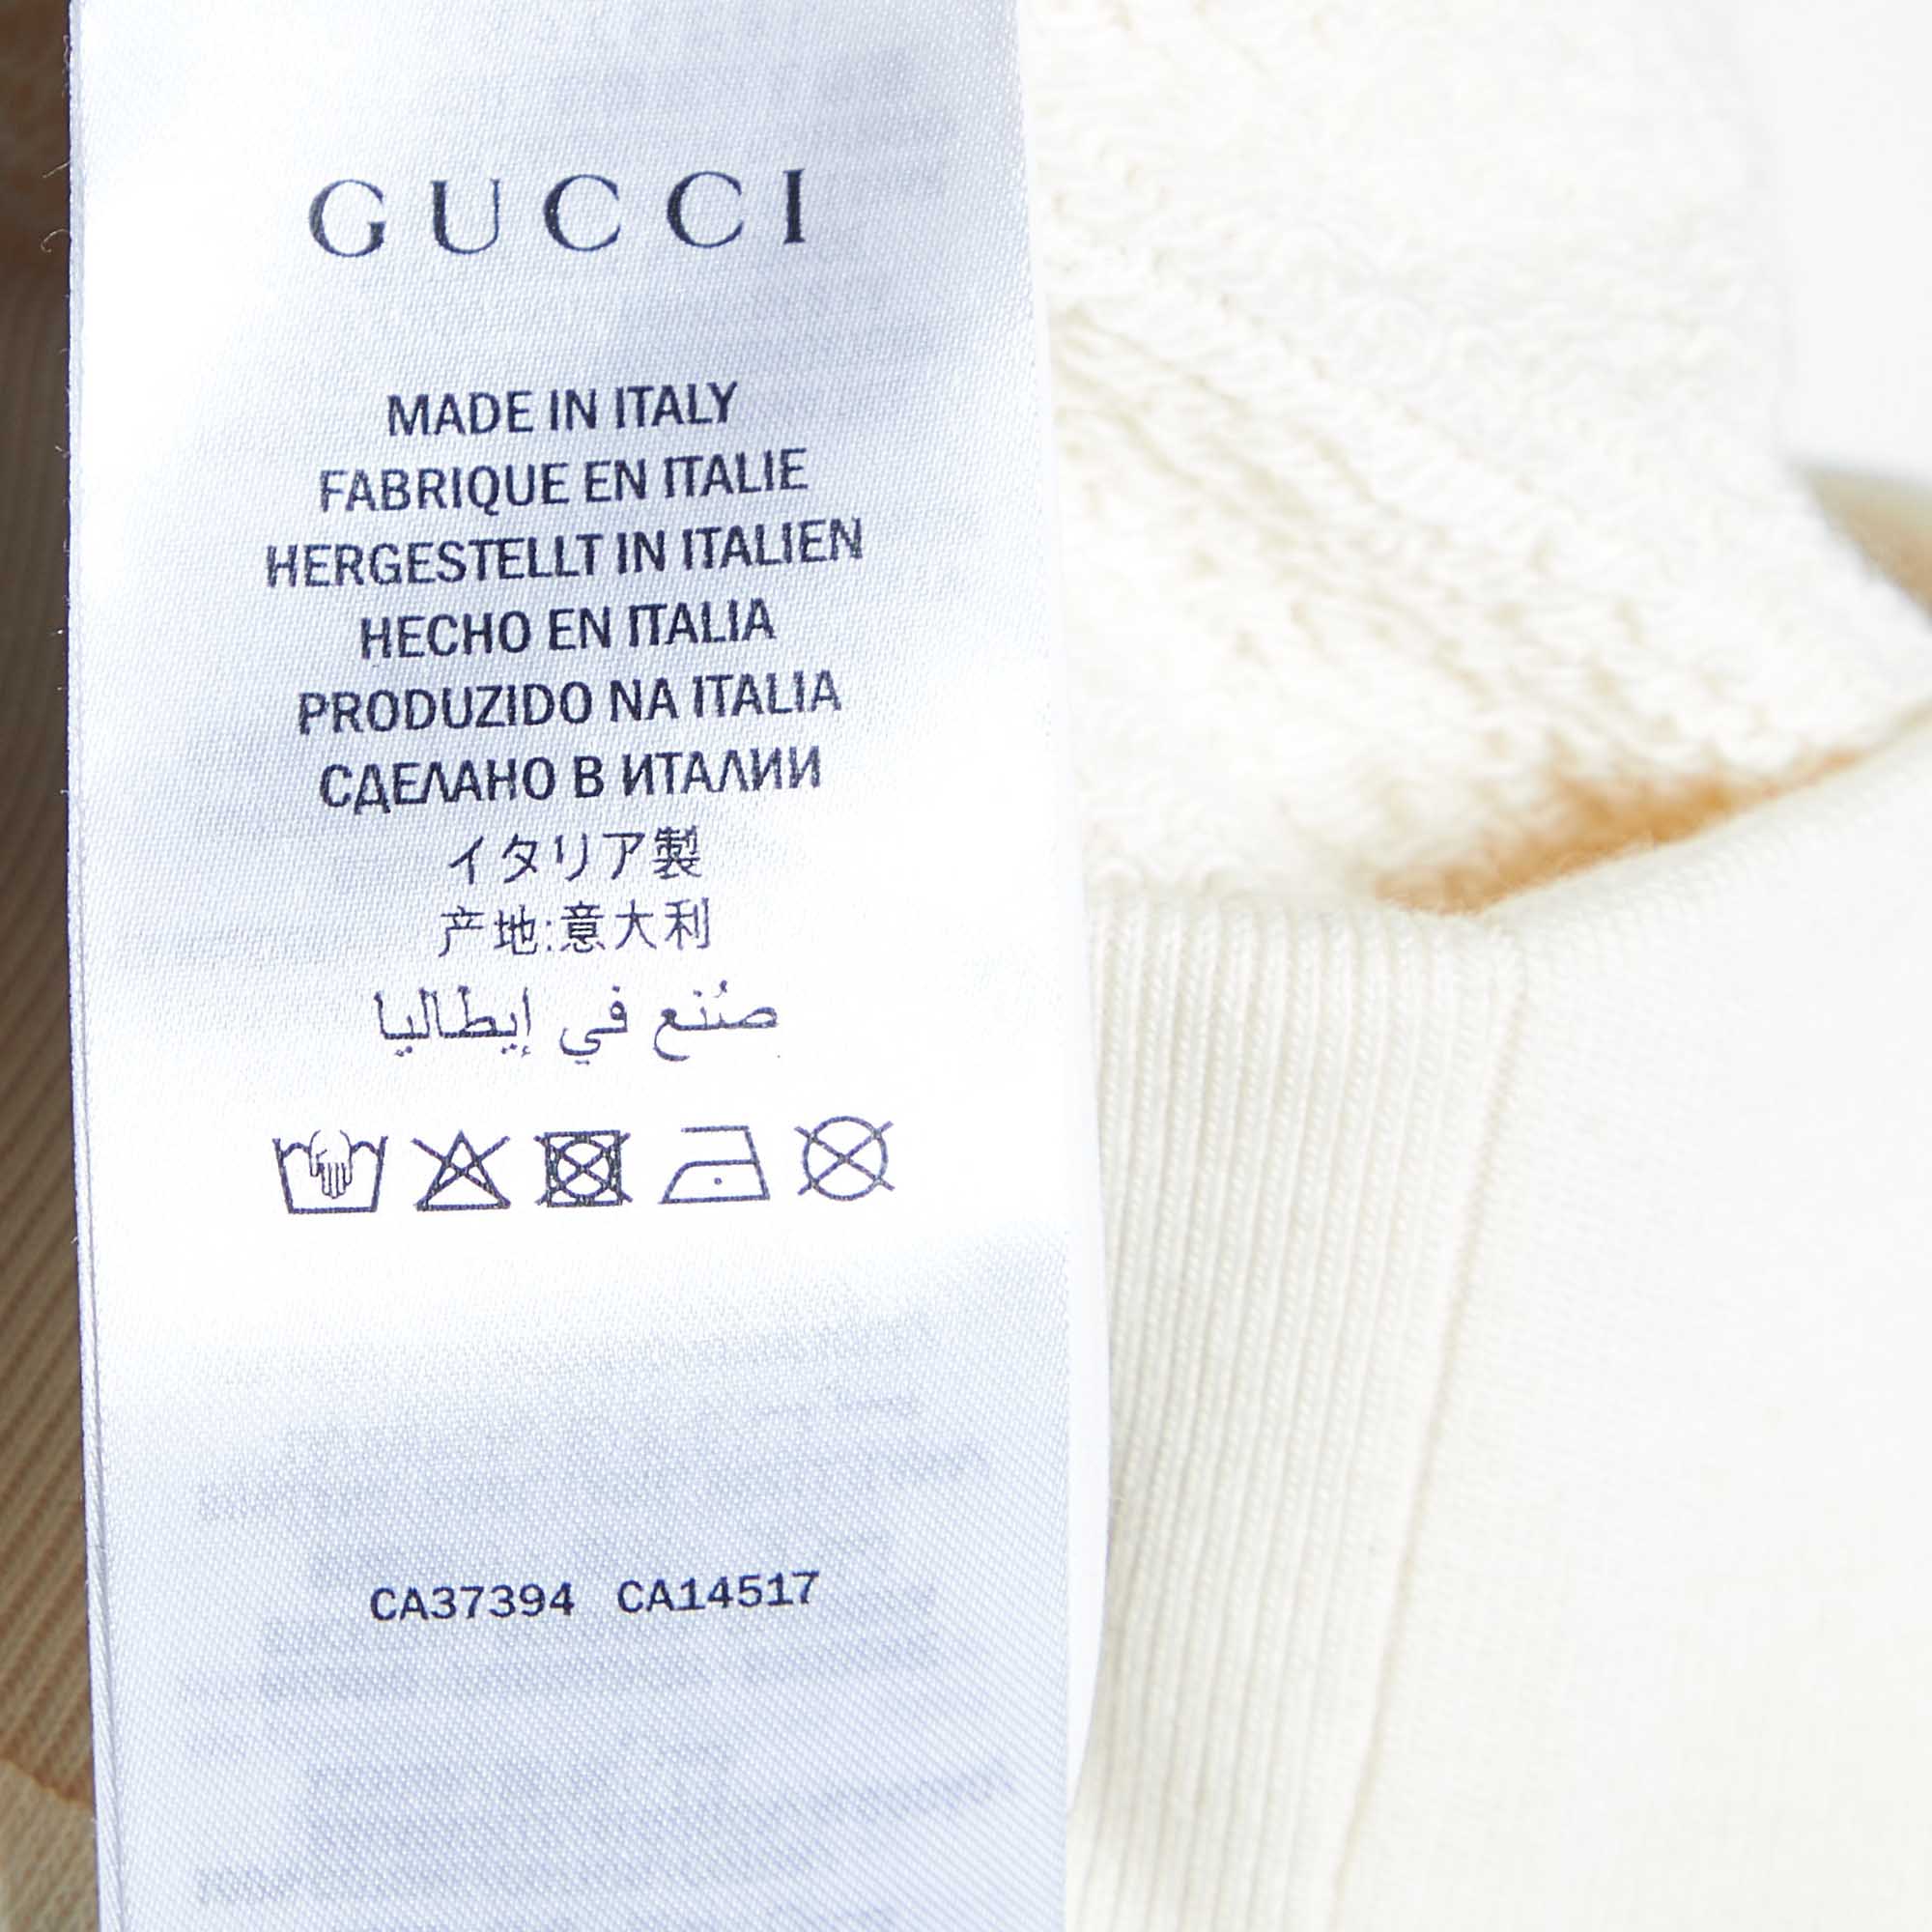 GUCCI
MADE IN ITALY
FABRIQUE EN ITALIE
HERGESTELLT IN ITALIEN
HECHO EN ITALIA
PRODUZIDO NA ITALIA
СДЕЛАНО В ИТАЛИИ
イタリア製
产地:意大利
صُنع في إيطاليا
CA37394 CA14517